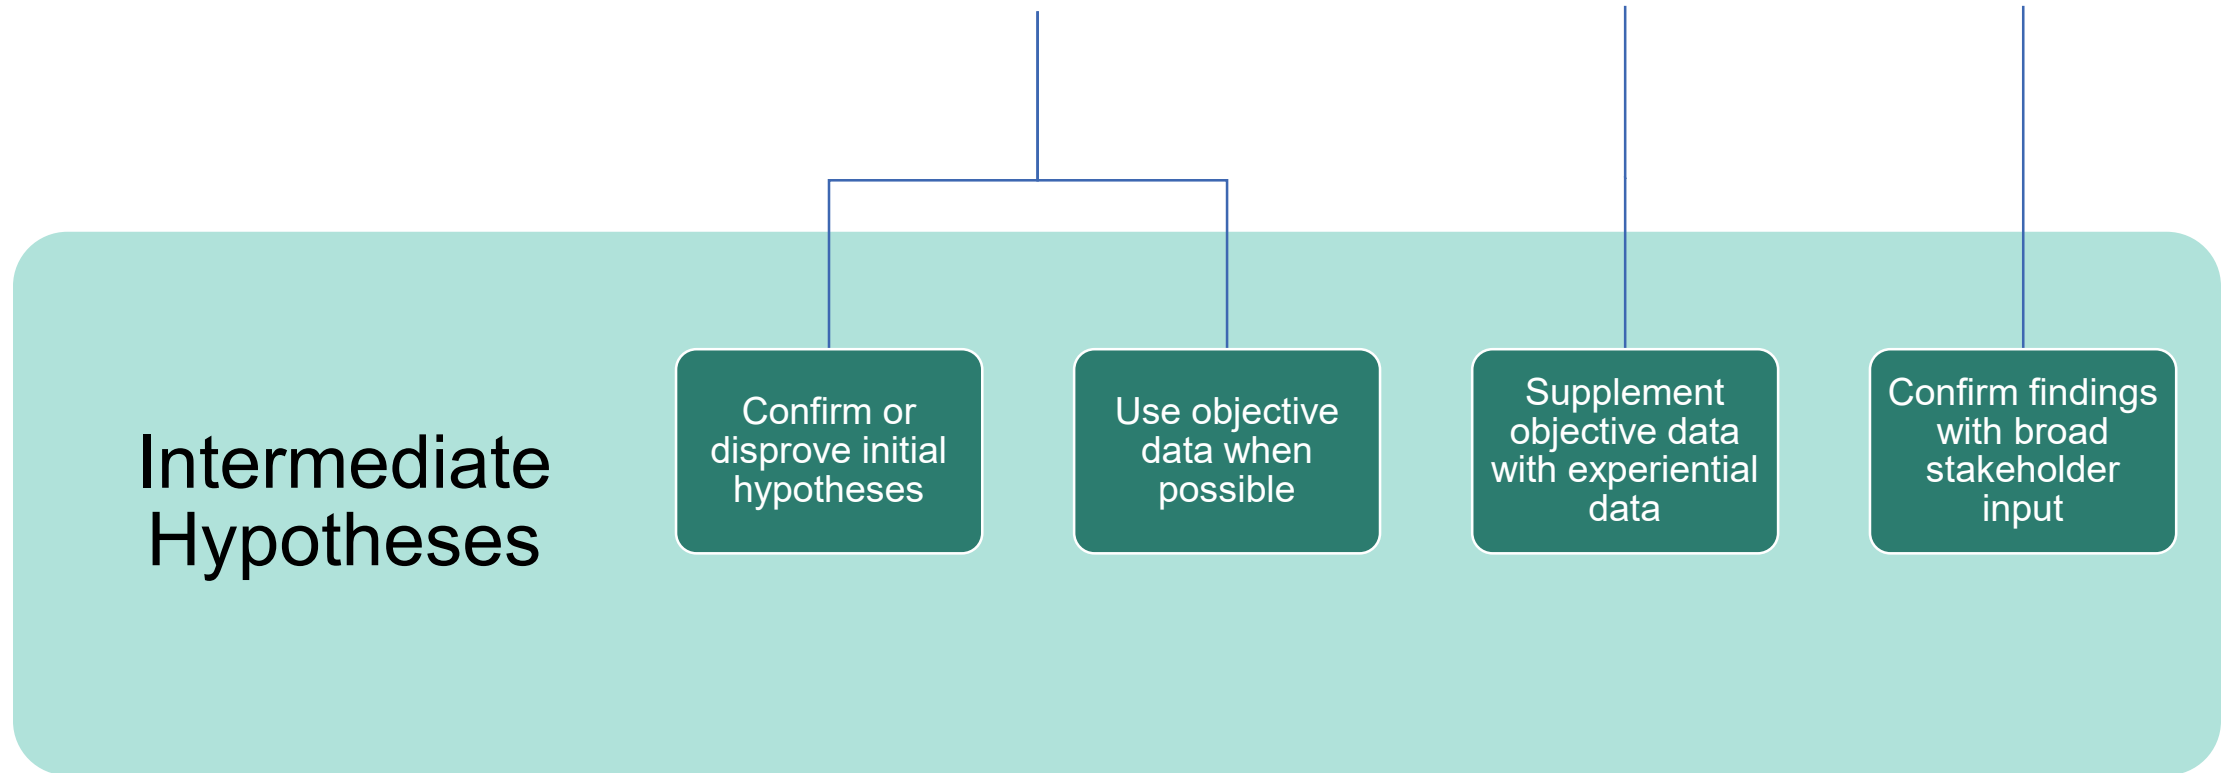 Intermediate
Hypotheses
Confirm or
disprove initial
hypotheses
Use objective
data when
possible
Supplement
objective data
with experiential
data
Confirm findings
with broad
stakeholder
input